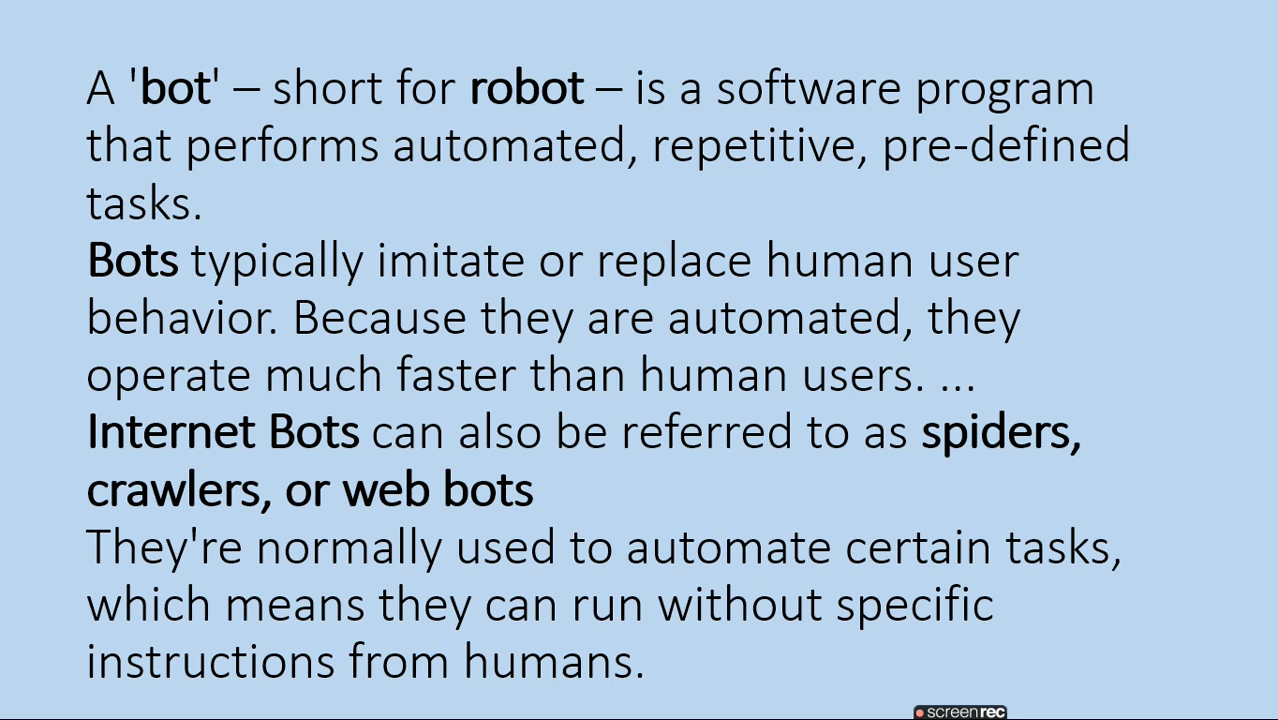 A 'bot' – short for robot – is a software program
that performs automated, repetitive, pre-defined
tasks.
Bots typically imitate or replace human user
behavior. Because they are automated, they
operate much faster than human users. ...
Internet Bots can also be referred to as spiders,
crawlers, or web bots
They're normally used to automate certain tasks,
which means they can run without specific
instructions from humans.
screenrec